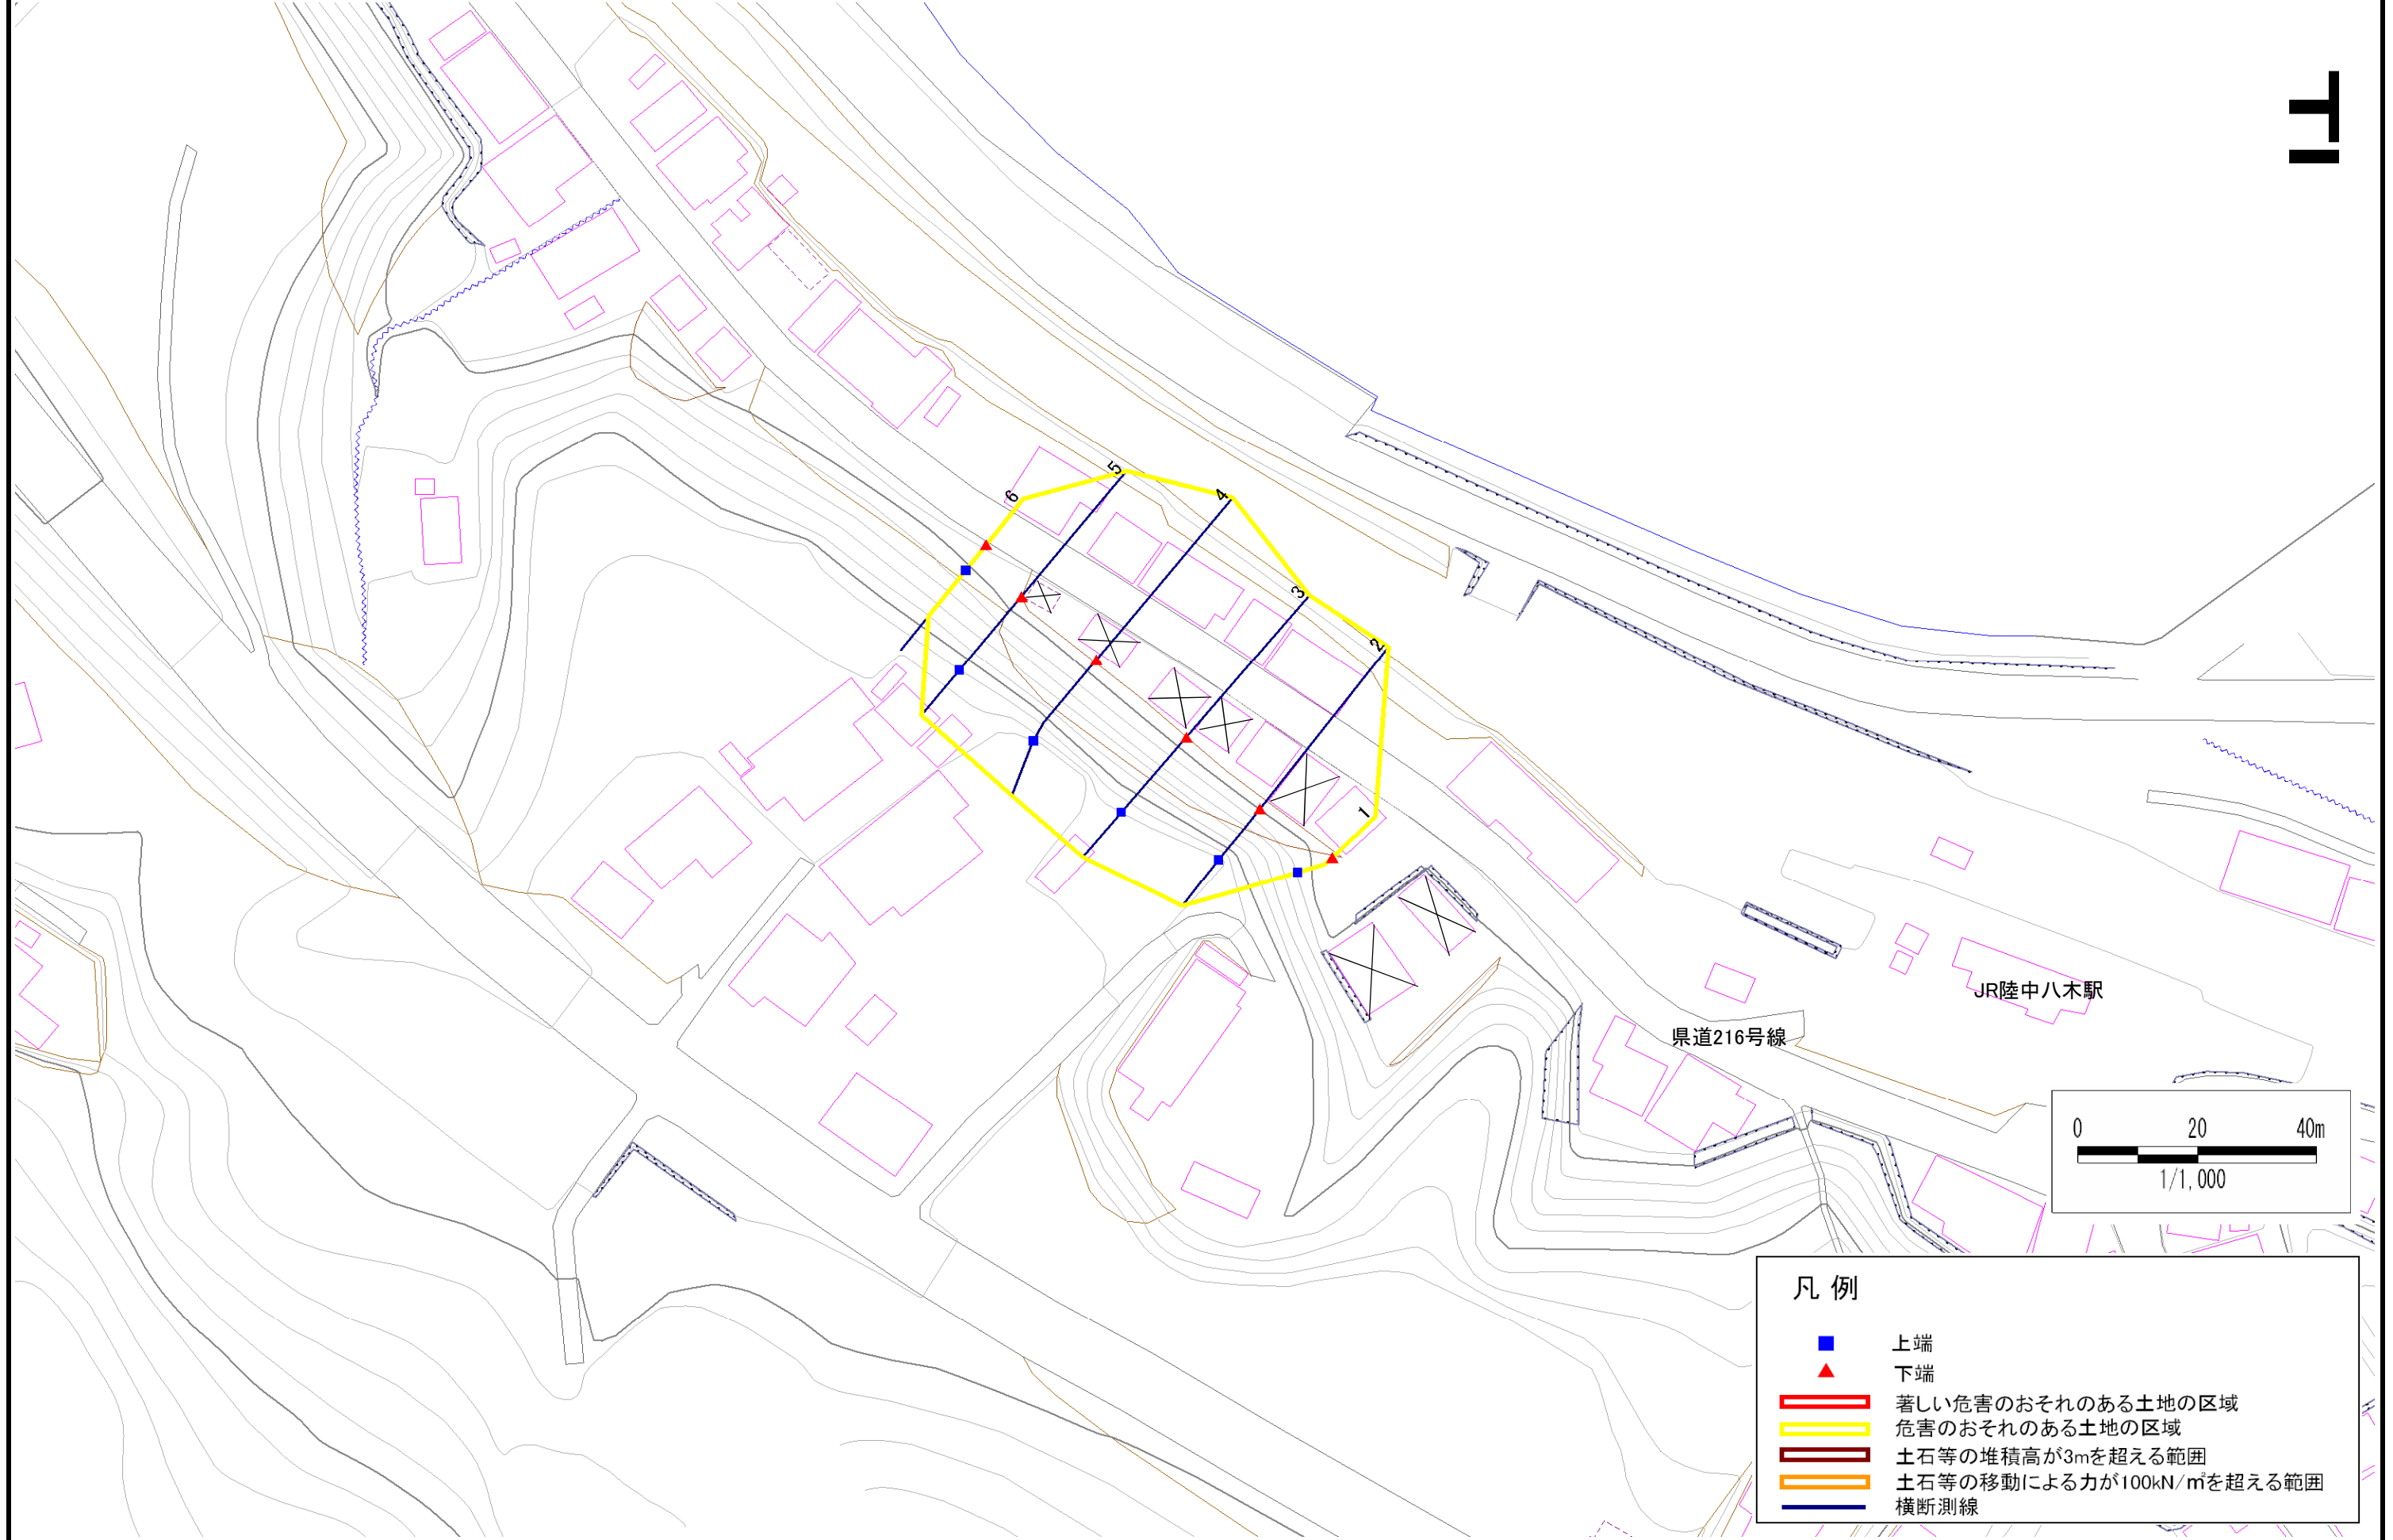 5
6
4
3
2
1
JR陸中八木駅
県道216号線
0 20 40m
1/1,000
凡 例
上端
下端
著しい危害のおそれのある土地の区域
危害のおそれのある土地の区域
土石等の堆積高が3mを超える範囲
土石等の移動による力が100kN/㎡を超える範囲
横断測線